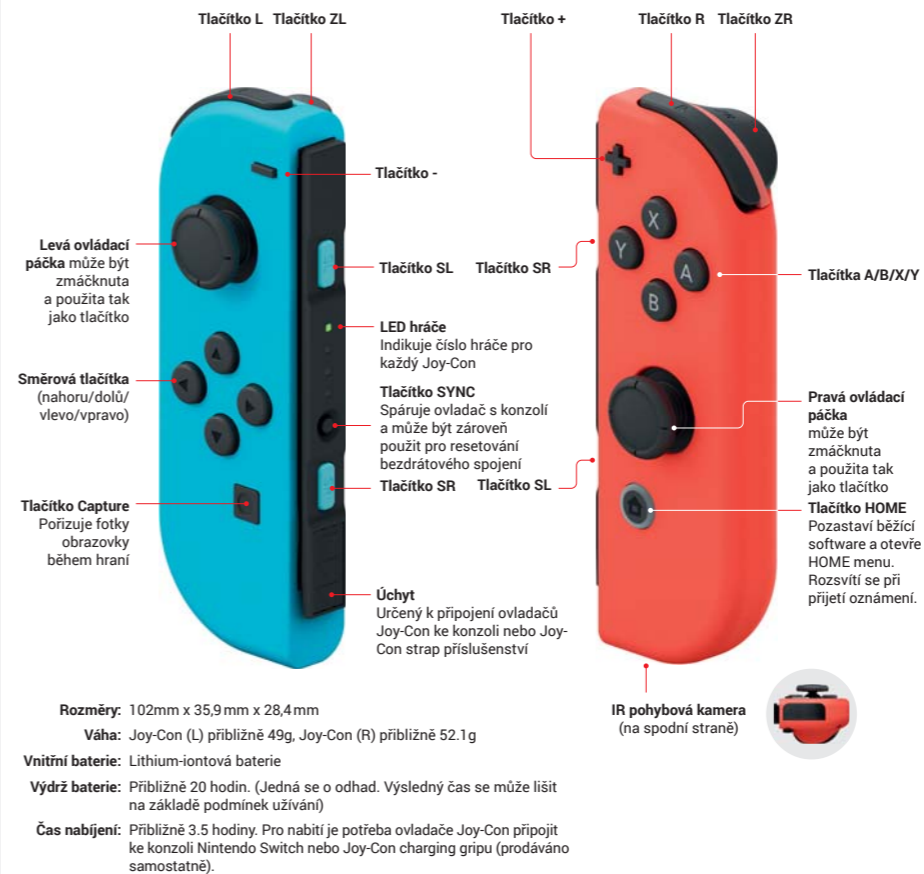 Tlačítko L
Tlačítko ZL
Tlačítko -
Levá ovládací
páčka může být
zmáčknuta
a použita tak
jako tlačítko
Tlačítko SL
LED hráče
Indikuje číslo hráče pro
každý Joy-Con
Směrová tlačítka
(nahoru/dolů/
vlevo/vpravo)
Tlačítko SYNC
Spáruje ovladač s konzolí
a může být zároveň
použit pro resetování
bezdrátového spojení
Tlačítko SR
Tlačítko Capture
Pořizuje fotky
obrazovky
během hraní
Úchyt
Určený k připojení ovladačů
Joy-Con ke konzoli nebo Joy-
Con strap příslušenství
Tlačítko +
Tlačítko R
Tlačítko ZR
X
Y
A
B
Tlačítko SR
Tlačítka A/B/X/Y
Pravá ovládací
páčka
může být
zmáčknuta
a použita tak
jako tlačítko
Tlačítko SL
Tlačítko HOME
Pozastaví běžící
software a otevře
HOME menu.
Rozsvítí se při
přijetí oznámení.
IR pohybová kamera
(na spodní straně)
Rozměry: 102mm x 35,9 mm x 28,4 mm
Váha: Joy-Con (L) přibližně 49g, Joy-Con (R) přibližně 52.1 g
Vnitřní baterie: Lithium-iontová baterie
Výdrž baterie: Přibližně 20 hodin. (Jedná se o odhad. Výsledný čas se může lišit
na základě podmínek užívání)
Čas nabíjení: Přibližně 3.5 hodiny. Pro nabití je potřeba ovladače Joy-Con připojit
ke konzoli Nintendo Switch nebo Joy-Con charging gripu (prodáváno
samostatně).